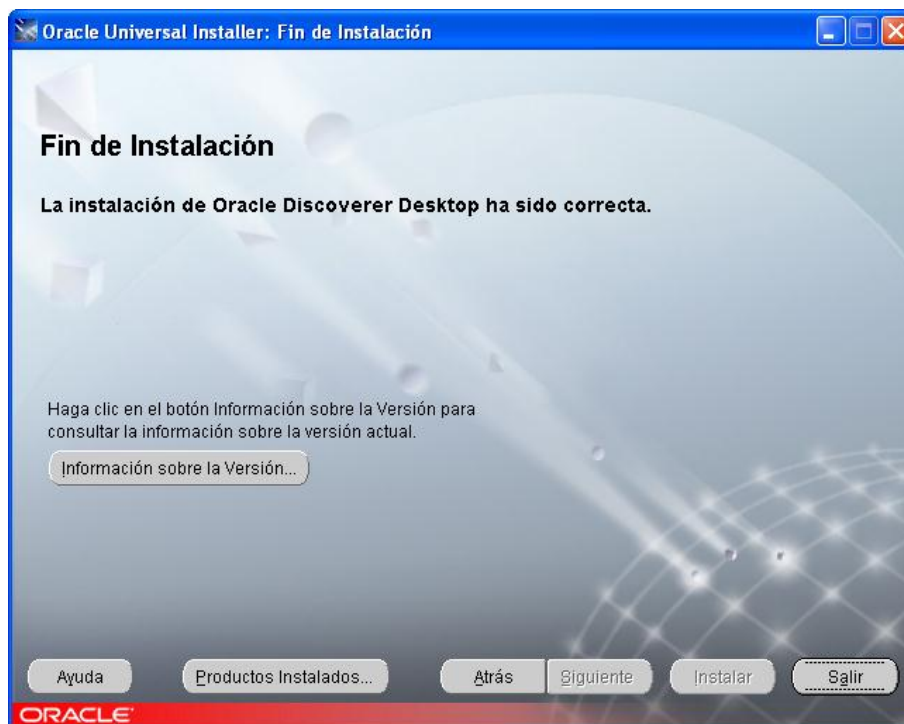 Oracle Universal Installer: Fin de Instalación
Fin de Instalación
La instalación de Oracle Discoverer Desktop ha sido correcta.
Haga clic en el botón Información sobre la Versión para
consultar la información sobre la versión actual.
Información sobre la Versión...
Ayuda
Productos Instalados...
Atrás
Siguiente
Instalar
Salir
ORACLE